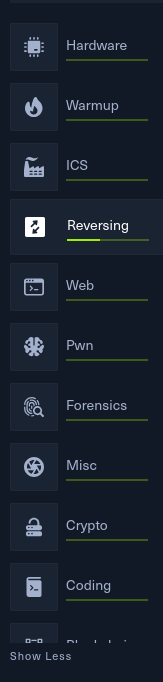 Hardware
Warmup
ICS
Reversing
Web
Pwn
Forensics
Misc
Crypto
Coding
Show Less